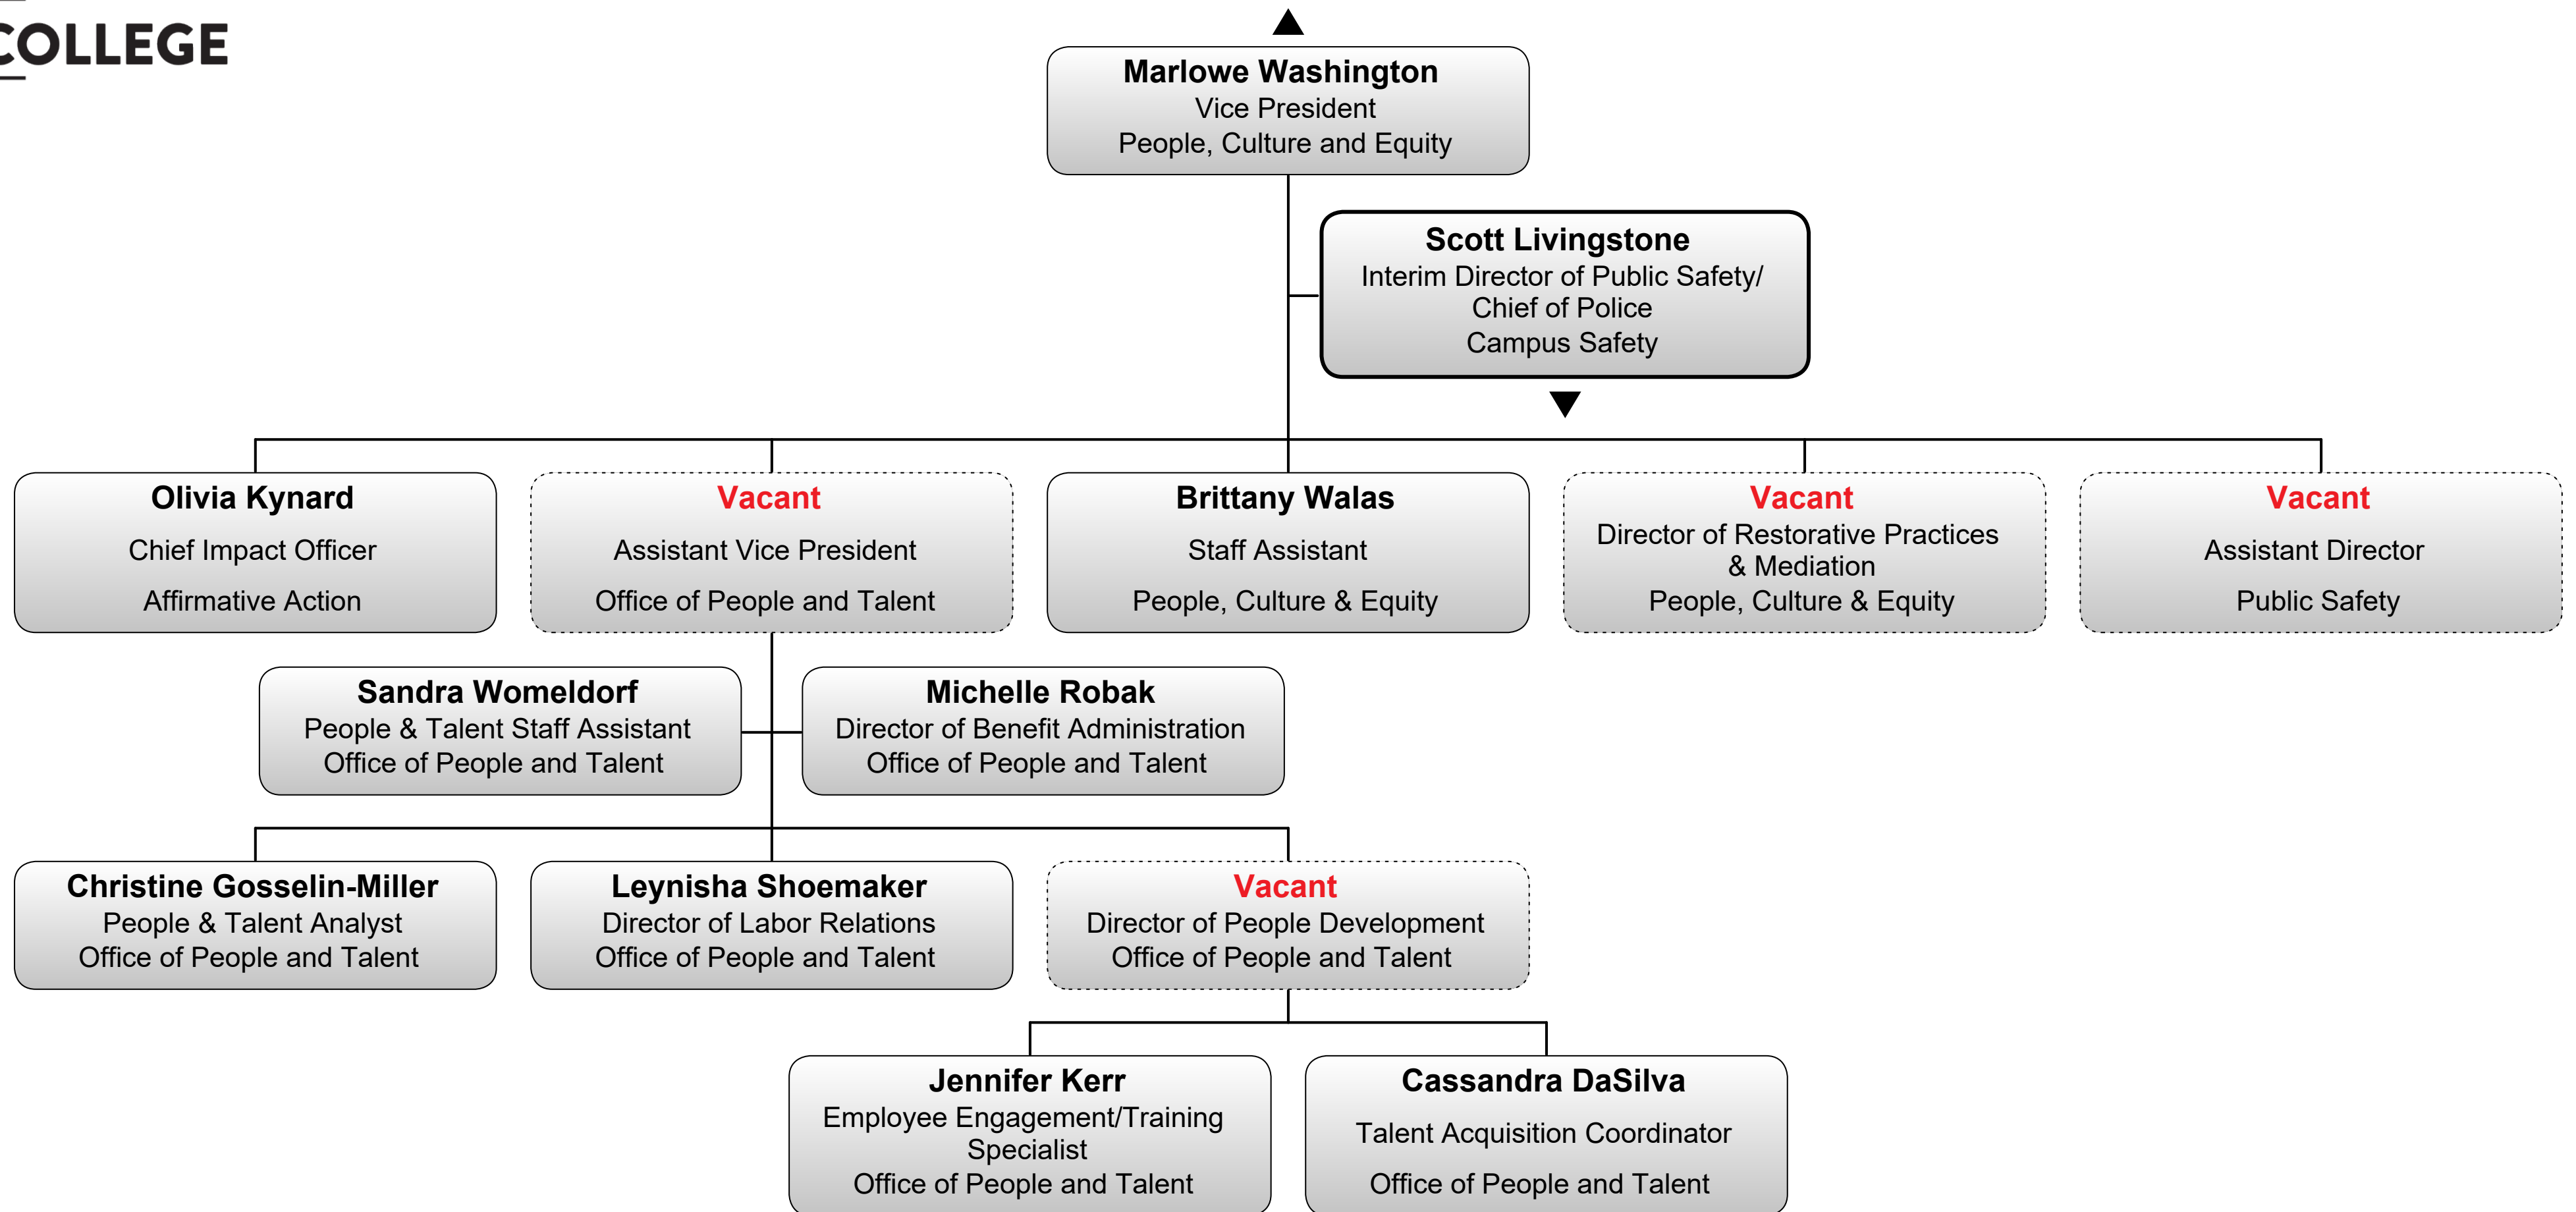 COLLEGE
Marlowe Washington
Vice President
People, Culture and Equity
Scott Livingstone
Interim Director of Public Safety/
Chief of Police
Campus Safety
Olivia Kynard
Chief Impact Officer
Affirmative Action
Vacant
Assistant Vice President
Office of People and Talent
Brittany Walas
Staff Assistant
People, Culture & Equity
Vacant
Director of Restorative Practices
& Mediation
People, Culture & Equity
Vacant
Assistant Director
Public Safety
Sandra Womeldorf
People & Talent Staff Assistant
Office of People and Talent
Michelle Robak
Director of Benefit Administration
Office of People and Talent
Christine Gosselin-Miller
People & Talent Analyst
Office of People and Talent
Leynisha Shoemaker
Director of Labor Relations
Office of People and Talent
Vacant
Director of People Development
Office of People and Talent
Jennifer Kerr
Employee Engagement/Training
Specialist
Office of People and Talent
Cassandra DaSilva
Talent Acquisition Coordinator
Office of People and Talent